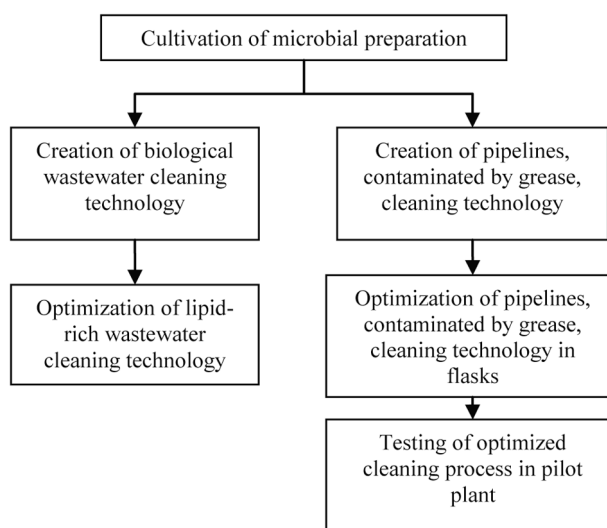 Cultivation of microbial preparation
Creation of biological
wastewater cleaning
technology
Creation of pipelines,
contaminated by grease,
cleaning technology
Optimization of lipid-
rich wastewater
cleaning technology
Optimization of pipelines,
contaminated by grease,
cleaning technology in
flasks
Testing of optimized
cleaning process in pilot
plant